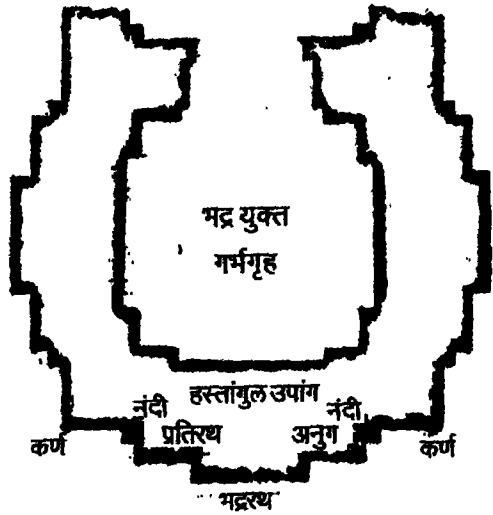 भद्र युक्त
गर्भगृह
हस्तांगुल उपांग
नंदी
नंदी
प्रतिरथ
अनुग
कर्ण
कर्ण
भद्ररथ